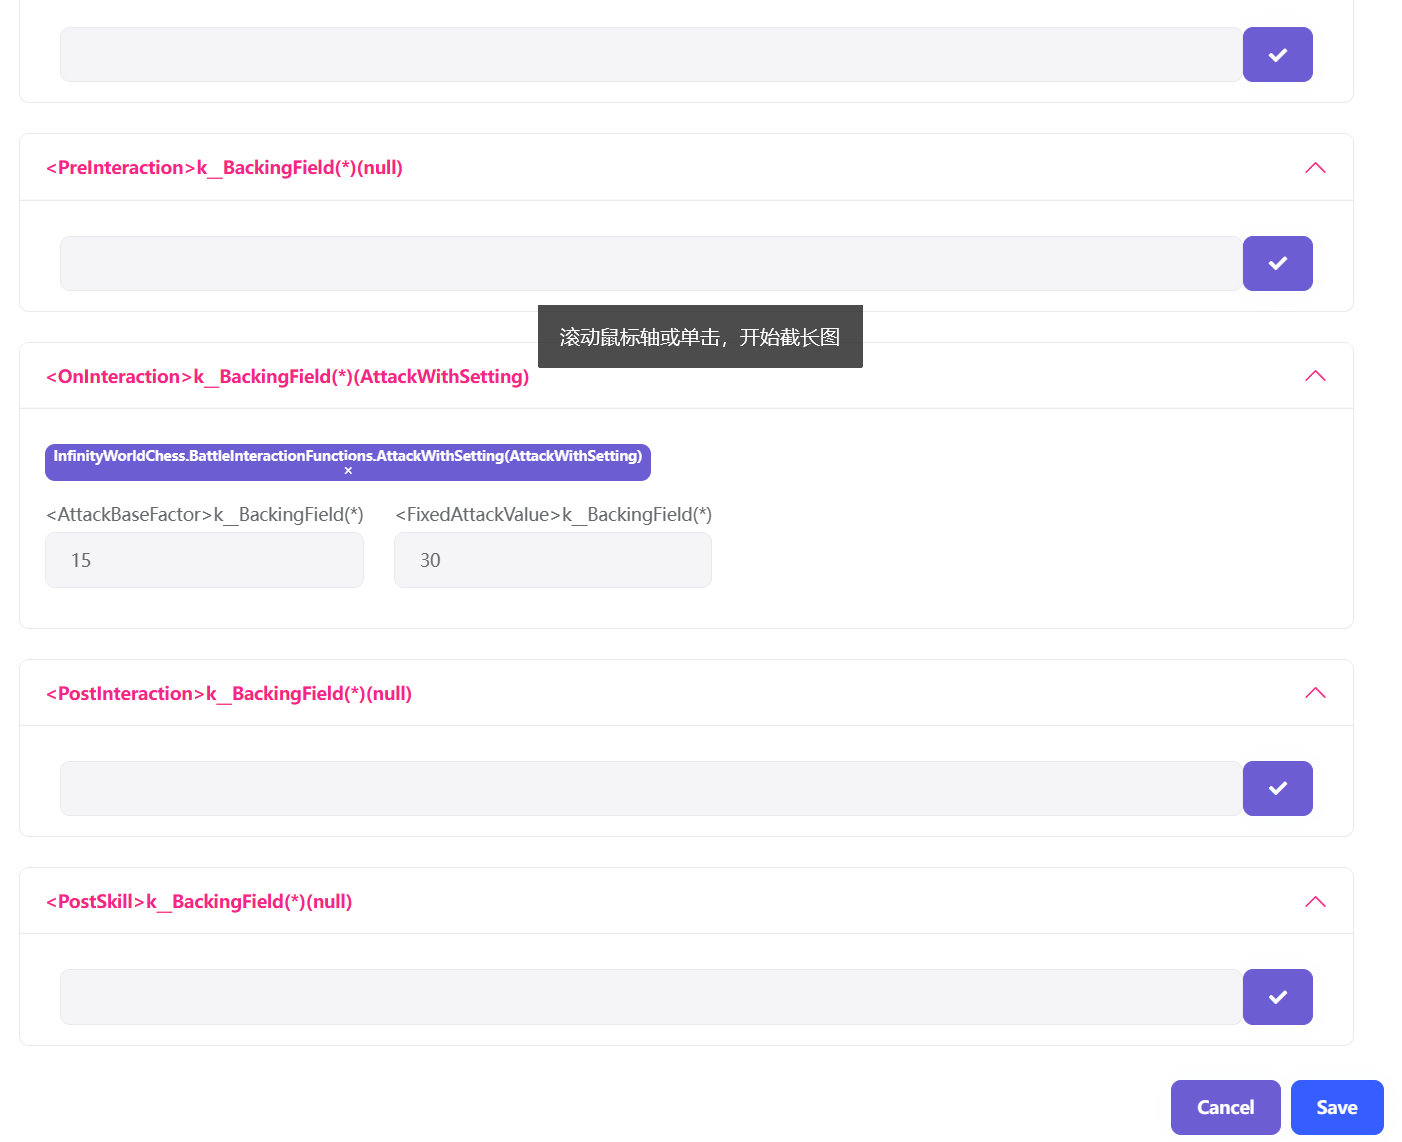 <PreInteraction>k__BackingField(*)(null)
滚动鼠标轴或单击，开始截长图
<OnInteraction>k__BackingField(*)(AttackWithSetting)
InfinityWorldChess.BattleInteractionFunctions.AttackWithSetting(AttackWithSetting)
×
<AttackBaseFactor>k__BackingField(*) <FixedAttackValue>k__BackingField(*)
15 30
<PostInteraction>k__BackingField(*)(null)
<PostSkill>k__BackingField(*)(null)
Cancel Save